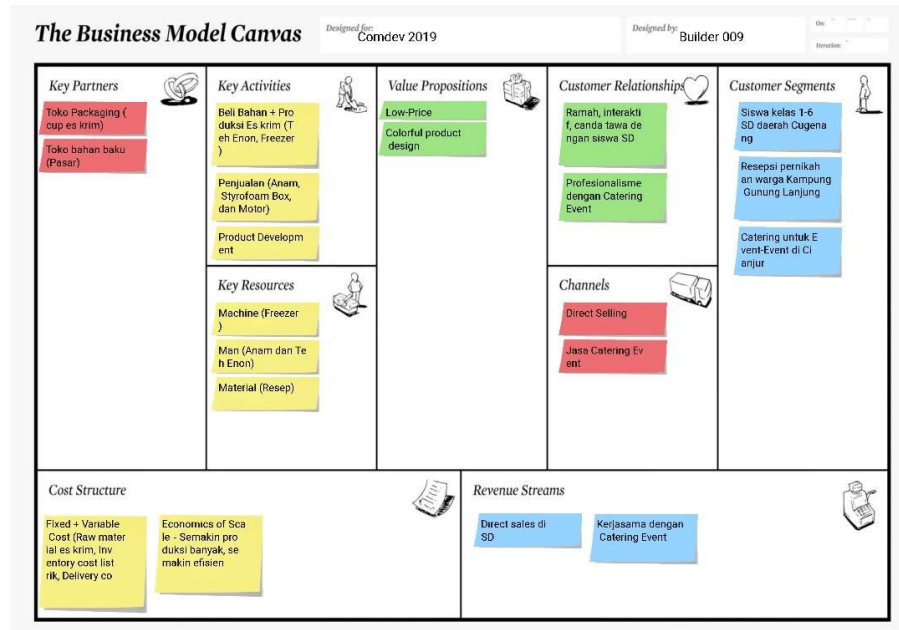 The Business Model Canvas
Designed for:
Comdev 2019
Designed by:
Builder 009
On:
Iteration:
Key Partners
Toko Packaging (
cup es krim)
Toko bahan baku
(Pasar)
Key Activities
Beli Bahan + Pro
duksi Es krim (T
eh Enon, Freezer
)
Penjualan (Anam,
Styrofoam Box,
dan Motor)
Product Developm
ent
Key Resources
Machine (Freezer
)
Man (Anam dan Te
h Enon)
Material (Resep)
Value Propositions
Low-Price
Colorful product
design
Customer Relationships
Ramah, interakti
f, canda tawa de
ngan siswa SD
Profesionalisme
dengan Catering
Event
Channels
Direct Selling
Jasa Catering Ev
ent
Customer Segments
Siswa kelas 1-6
SD daerah Cugena
ng
Resepsi pernikah
an warga Kampung
Gunung Lanjung
Catering untuk E
vent-Event di Ci
anjur
Cost Structure
Fixed + Variable
Cost (Raw mater
ial es krim, Inv
entory cost list
rik, Delivery co
Economics of Sca
le - Semakin pro
duksi banyak, se
makin efisien
Revenue Streams
Direct sales di
SD
Kerjasama dengan
Catering Event